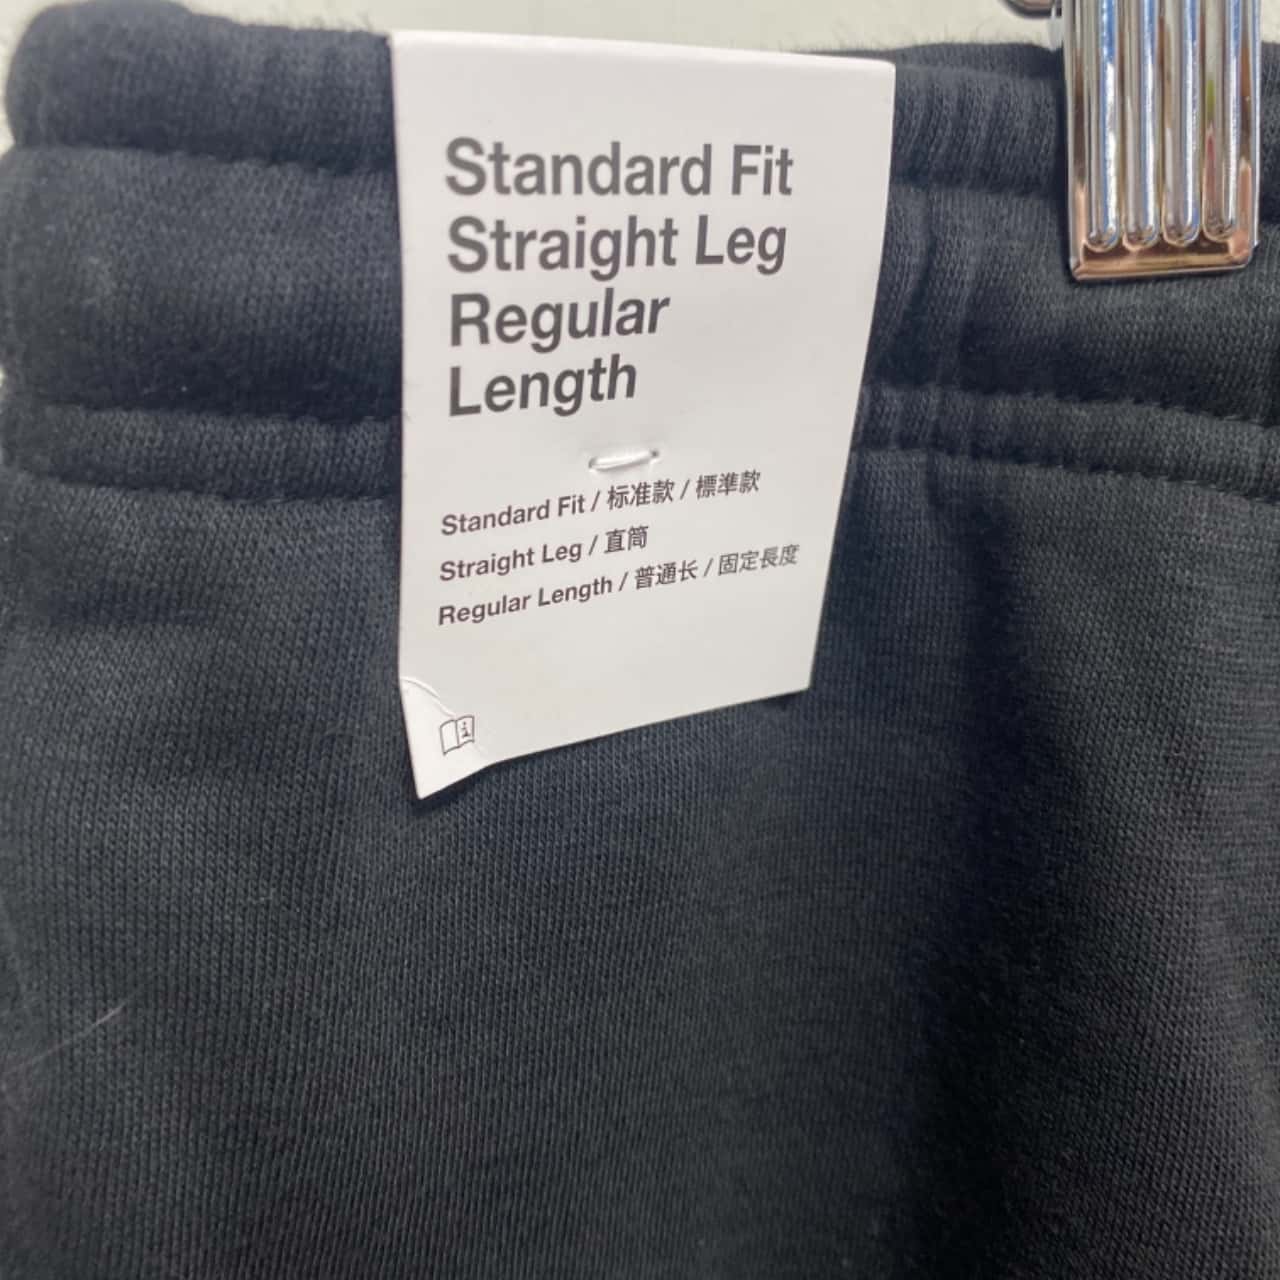 Standard Fit
Straight Leg
Regular
Length
Standard Fit / 标准款 / 標準款
Straight Leg / 直筒
Regular Length / 普通长 / 固定長度